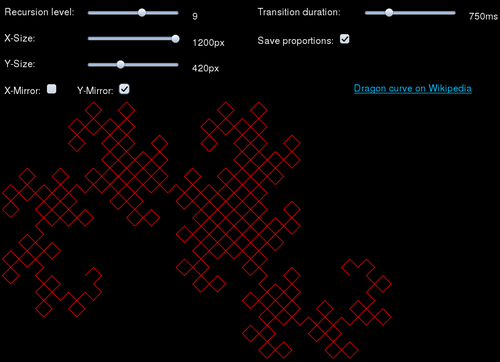 Recursion level: 9 Transition duration: 750ms
X-Size: 1200px Save proportions:
Y-Size: 420px
X-Mirror: Y-Mirror: Dragon curve on Wikipedia